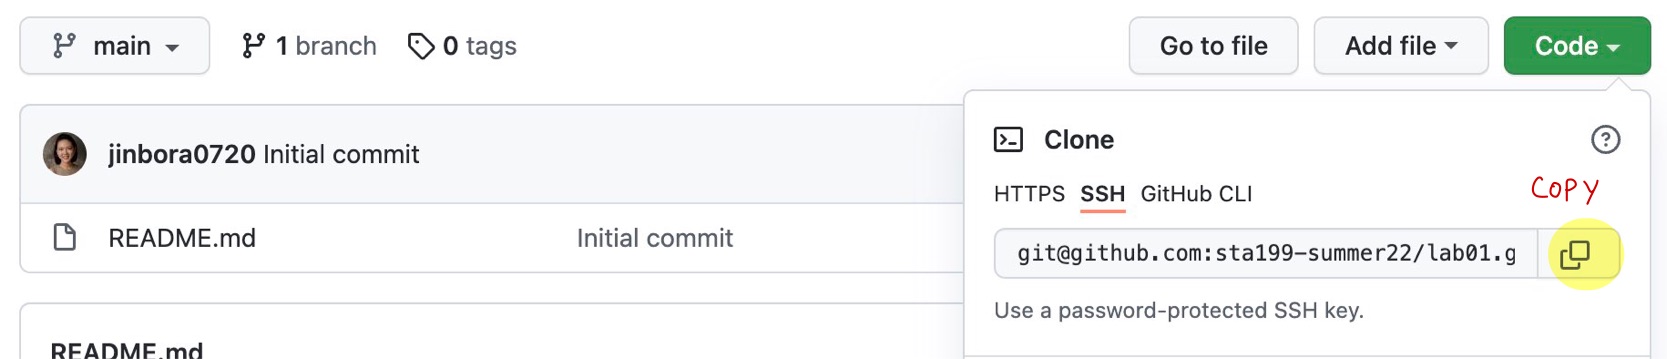 main 1 branch 0 tags Go to file Add file Code
jinbora0720 Initial commit
README.md Initial commit
README.md
Clone
HTTPS SSH GitHub CLI
COPY
git@github.com:sta199-summer22/lab01.g
Use a password-protected SSH key.